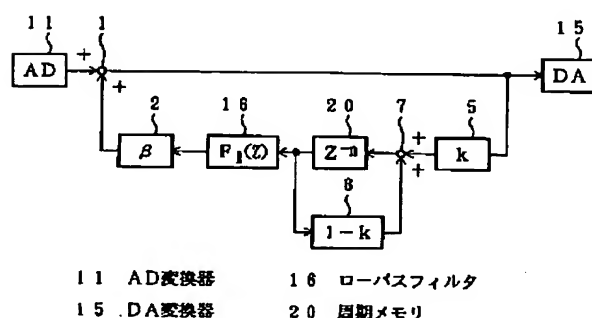 11 1 15
AD + + DA
2 16 20 7 5
β F₁(Z) Z⁻ⁿ + + k
8
1-k
11 AD変換器 16 ローパスフィルタ
15 .DA変換器 20 周期メモリ